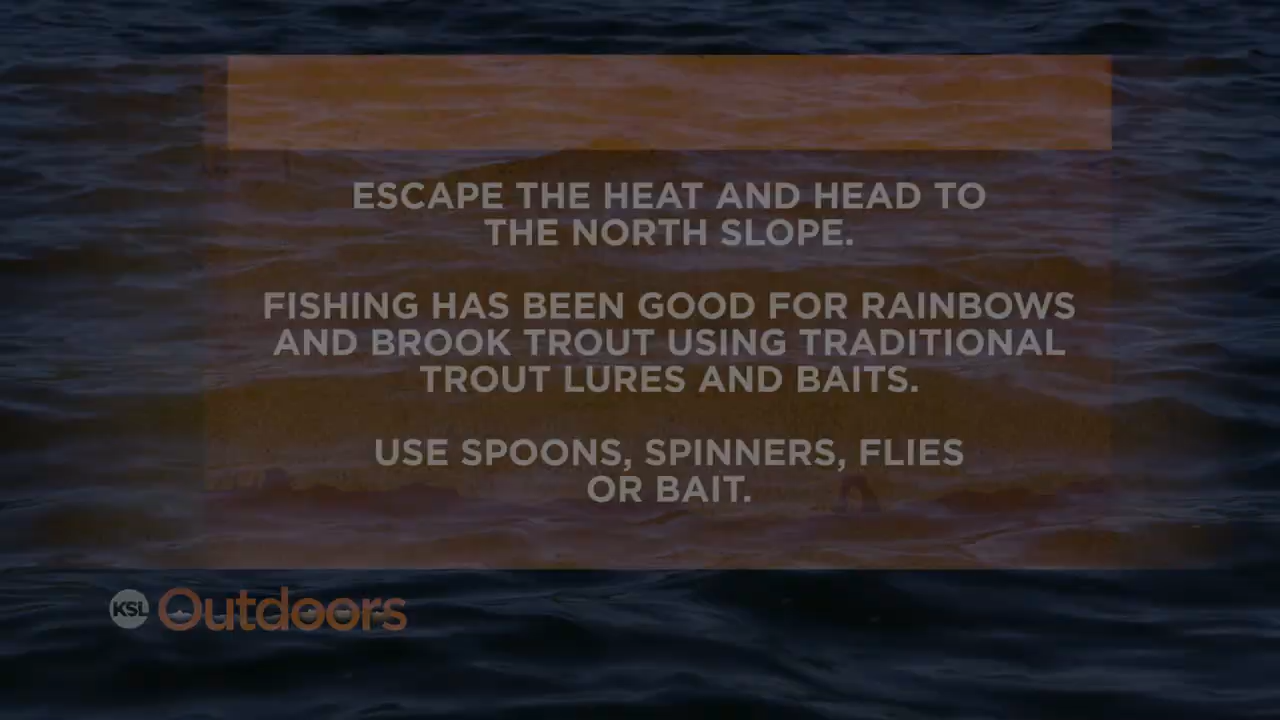 ESCAPE THE HEAT AND HEAD TO
THE NORTH SLOPE.
FISHING HAS BEEN GOOD FOR RAINBOWS
AND BROOK TROUT USING TRADITIONAL
TROUT LURES AND BAITS.
USE SPOONS, SPINNERS, FLIES
OR BAIT.
KSL Outdoors